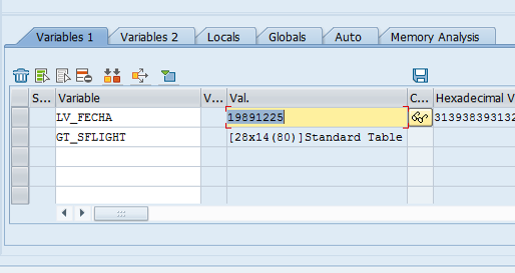 Variables 1 Variables 2 Locals Globals Auto Memory Analysis
S... Variable V... Val. C... Hexadecimal V
LV_FECHA 19891225 313938393132
GT_SFLIGHT [28x14(80)]Standard Table